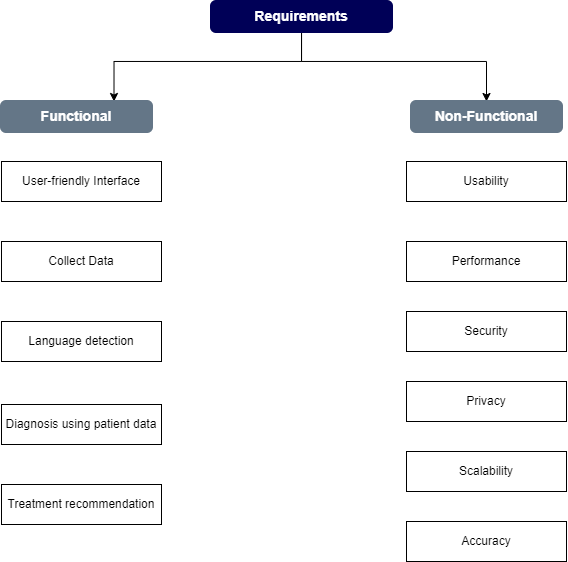 Requirements
Functional
Non-Functional
User-friendly Interface
Collect Data
Language detection
Diagnosis using patient data
Treatment recommendation
Usability
Performance
Security
Privacy
Scalability
Accuracy